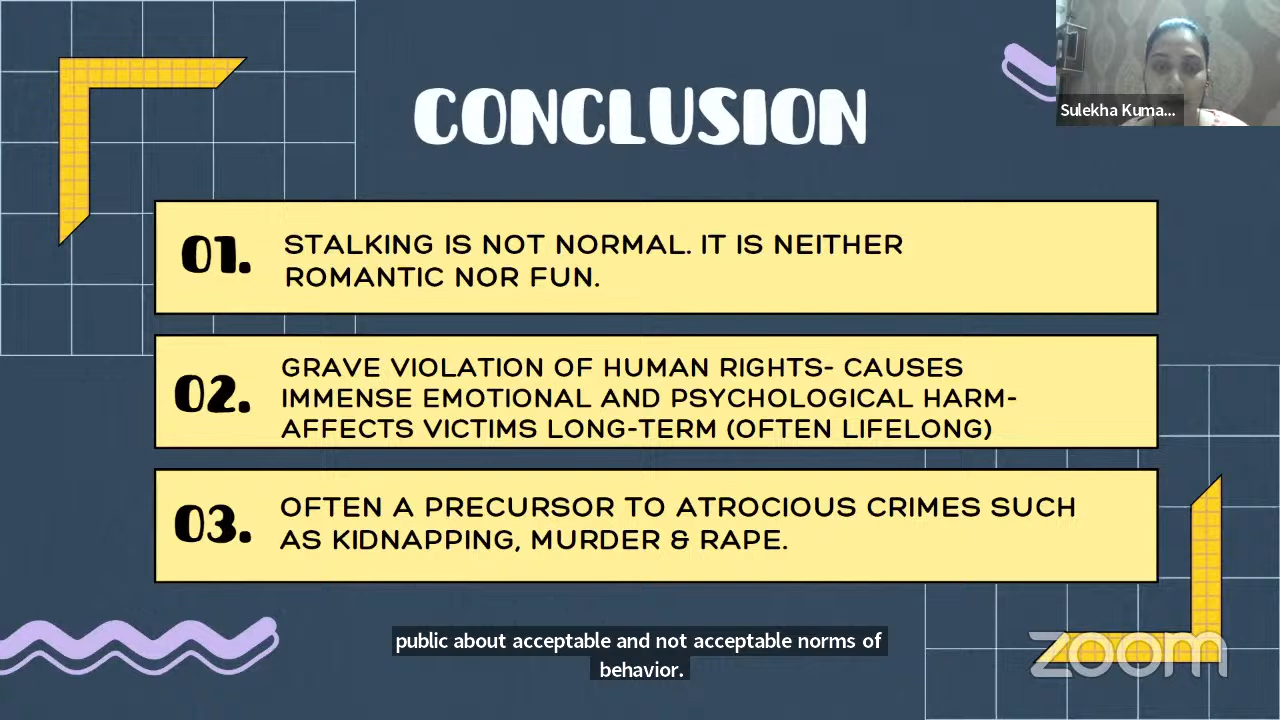 CONCLUSION
Sulekha Kuma...
01.
STALKING IS NOT NORMAL. IT IS NEITHER
ROMANTIC NOR FUN.
02.
GRAVE VIOLATION OF HUMAN RIGHTS- CAUSES
IMMENSE EMOTIONAL AND PSYCHOLOGICAL HARM-
AFFECTS VICTIMS LONG-TERM (OFTEN LIFELONG)
03.
OFTEN A PRECURSOR TO ATROCIOUS CRIMES SUCH
AS KIDNAPPING, MURDER & RAPE.
public about acceptable and not acceptable norms of
behavior.
zoom